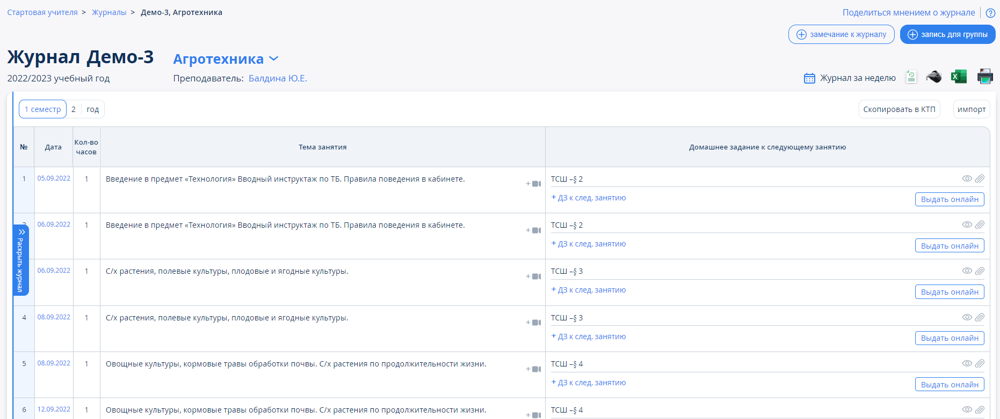 Стартовая учителя > Журналы > Демо-3, Агротехника
Поделиться мнением о журнале
замечание к журналу
запись для группы
Журнал Демо-3 Агротехника
2022/2023 учебный год Преподаватель: Балдина Ю.Е.
Журнал за неделю
1 семестр 2 год
Скопировать в КТП импорт
№ Дата Кол-во часов Тема занятия Домашнее задание к следующему занятию
1 05.09.2022 1 Введение в предмет «Технология» Вводный инструктаж по ТБ. Правила поведения в кабинете. + ТСШ –§ 2
+ ДЗ к след. занятию Выдать онлайн
06.09.2022 1 Введение в предмет «Технология» Вводный инструктаж по ТБ. Правила поведения в кабинете. + ТСШ –§ 2
+ ДЗ к след. занятию Выдать онлайн
Раскрыть журнал
06.09.2022 1 С/х растения, полевые культуры, плодовые и ягодные культуры. + ТСШ –§ 3
+ ДЗ к след. занятию Выдать онлайн
4 08.09.2022 1 С/х растения, полевые культуры, плодовые и ягодные культуры. + ТСШ –§ 3
+ ДЗ к след. занятию Выдать онлайн
5 08.09.2022 1 Овощные культуры, кормовые травы обработки почвы. С/х растения по продолжительности жизни. + ТСШ –§ 4
+ ДЗ к след. занятию Выдать онлайн
6 12.09.2022 1 Овощные культуры, кормовые травы обработки почвы. С/х растения по продолжительности жизни. + ТСШ –§ 4